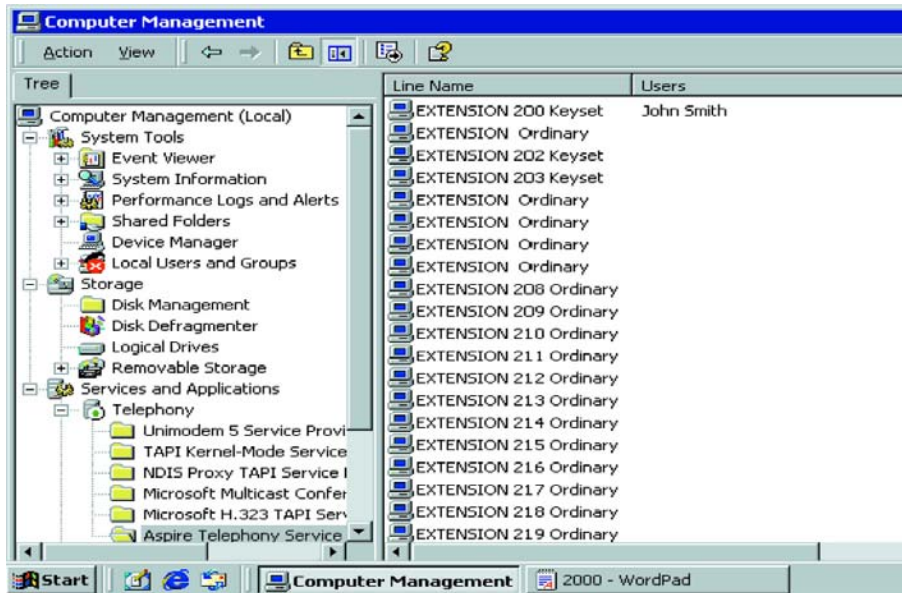 Computer Management
Action View
Tree
Computer Management (Local)
System Tools
Event Viewer
System Information
Performance Logs and Alerts
Shared Folders
Device Manager
Local Users and Groups
Storage
Disk Management
Disk Defragmenter
Logical Drives
Removable Storage
Services and Applications
Telephony
Unimodem 5 Service Provi
TAPI Kernel-Mode Service
NDIS Proxy TAPI Service
Microsoft Multicast Confer
Microsoft H.323 TAPI Serv
Aspire Telephony Service
Line Name Users
EXTENSION 200 Keyset John Smith
EXTENSION Ordinary
EXTENSION 202 Keyset
EXTENSION 203 Keyset
EXTENSION Ordinary
EXTENSION Ordinary
EXTENSION Ordinary
EXTENSION Ordinary
EXTENSION 208 Ordinary
EXTENSION 209 Ordinary
EXTENSION 210 Ordinary
EXTENSION 211 Ordinary
EXTENSION 212 Ordinary
EXTENSION 213 Ordinary
EXTENSION 214 Ordinary
EXTENSION 215 Ordinary
EXTENSION 216 Ordinary
EXTENSION 217 Ordinary
EXTENSION 218 Ordinary
EXTENSION 219 Ordinary
Start Computer Management 2000 - WordPad